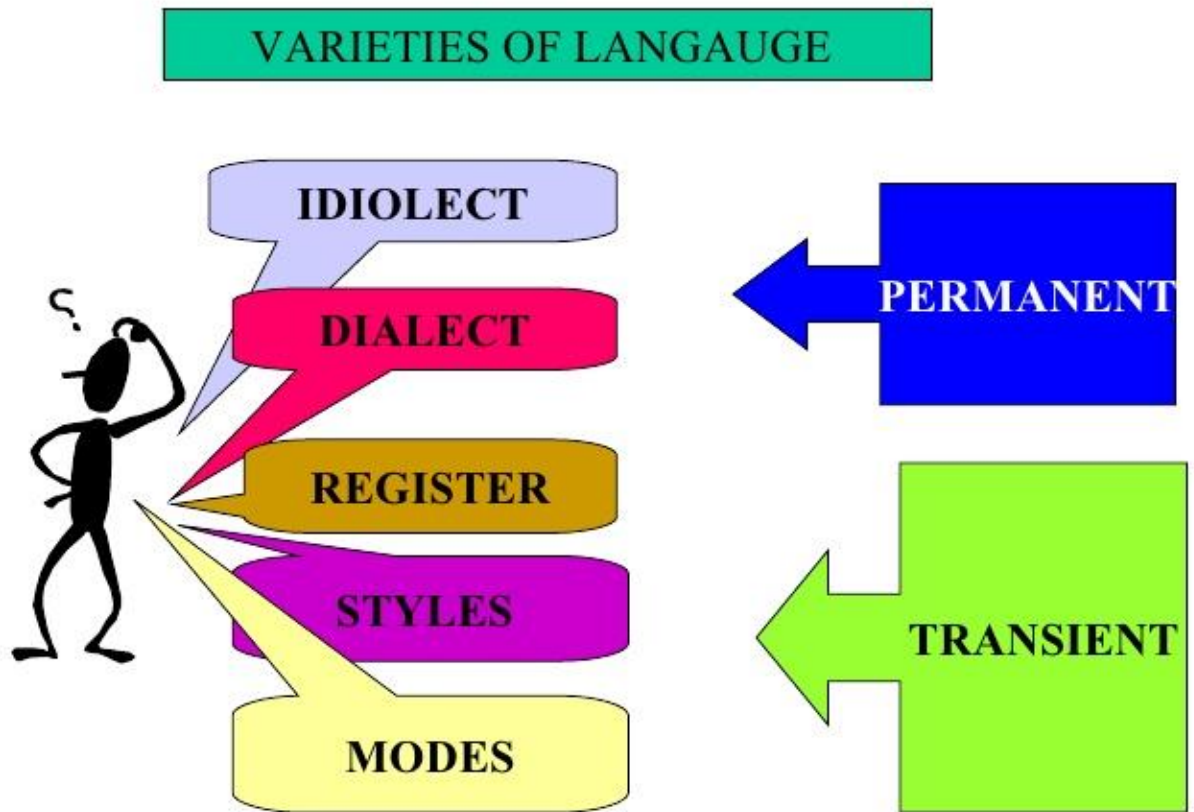 VARIETIES OF LANGAUGE
IDIOLECT
DIALECT
REGISTER
STYLES
MODES
PERMANENT
TRANSIENT